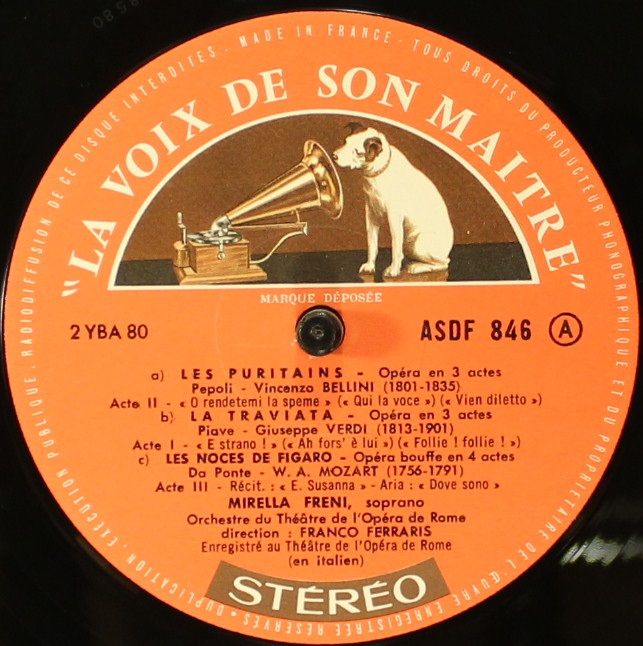 RADIODIFFUSION DE CE DISQUE INTERDITES · MADE IN FRANCE · TOUS DROITS DU PRODUCTEUR PHONOGRAPHIQUE ET DU PROPRIETAIRE DE L'ŒUVRE ENREGISTREE RÉSERVÉS · DUPLICATION · EXÉCUTION PUBLIQUE ·
"LA VOIX DE SON MAITRE"
MARQUE DÉPOSÉE
2 YBA 80
ASDF 846 A
a) LES PURITAINS - Opéra en 3 actes
Pepoli - Vincenzo BELLINI (1801-1835)
Acte II - « O rendetemi la speme » (« Qui la voce ») (« Vien diletto »)
b) LA TRAVIATA - Opéra en 3 actes
Piave - Giuseppe VERDI (1813-1901)
Acte I - « E strano ! » (« Ah fors' è lui ») (« Follie ! follie ! »)
c) LES NOCES DE FIGARO - Opéra bouffe en 4 actes
Da Ponte - W. A. MOZART (1756-1791)
Acte III - Récit. : « E. Susanna » - Aria : « Dove sono »
MIRELLA FRENI, soprano
Orchestre du Théâtre de l'Opéra de Rome
direction : FRANCO FERRARIS
Enregistré au Théâtre de l'Opéra de Rome
(en italien)
STÉRÉO